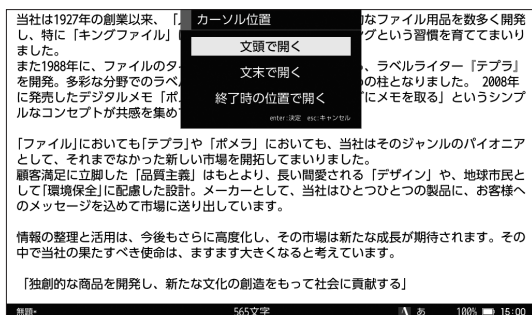 当社は1927年の創業以来、「
なファイル用品を数多く開発
し、特に「キングファイル」
グという習慣を育ててまいり
ました。
また1988年に、ファイルのタ
、ラベルライター『テプラ』
を開発。多彩な分野でのラベ
の柱となりました。 2008年
に発売したデジタルメモ「ポ
にメモを取る」というシンプ
ルなコンセプトが共感を集め
カーソル位置
文頭で開く
文末で開く
終了時の位置で開く
enter:決定 esc:キャンセル
「ファイル」においても「テプラ」や「ポメラ」においても、当社はそのジャンルのパイオニア
として、それまでなかった新しい市場を開拓してまいりました。
顧客満足に立脚した「品質主義」はもとより、長い間愛される「デザイン」や、地球市民と
して「環境保全」に配慮した設計。メーカーとして、当社はひとつひとつの製品に、お客様へ
のメッセージを込めて市場に送り出しています。
情報の整理と活用は、今後もさらに高度化し、その市場は新たな成長が期待されます。その
中で当社の果たすべき使命は、ますます大きくなると考えています。
「独創的な商品を開発し、新たな文化の創造をもって社会に貢献する」
無題*
565文字
A あ 100% 15:00